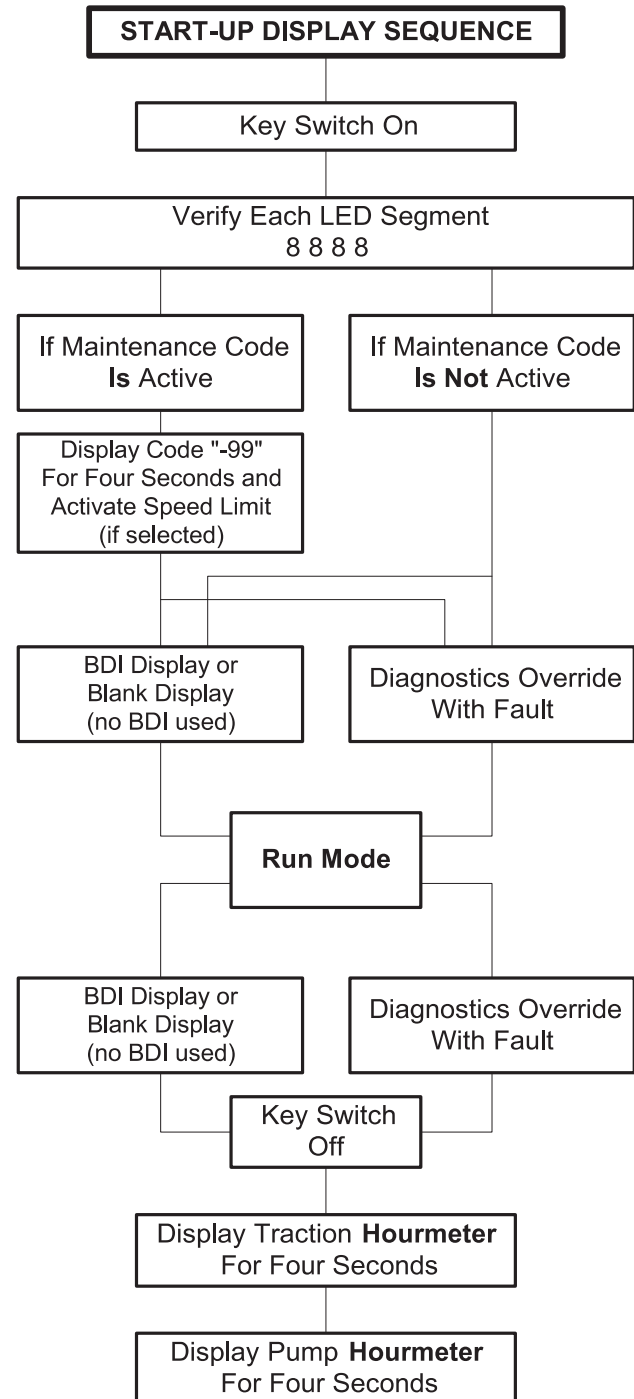 START-UP DISPLAY SEQUENCE
Key Switch On
Verify Each LED Segment
8 8 8 8
If Maintenance Code
Is Active
If Maintenance Code
Is Not Active
Display Code "-99"
For Four Seconds and
Activate Speed Limit
(if selected)
BDI Display or
Blank Display
(no BDI used)
Diagnostics Override
With Fault
Run Mode
BDI Display or
Blank Display
(no BDI used)
Diagnostics Override
With Fault
Key Switch
Off
Display Traction Hourmeter
For Four Seconds
Display Pump Hourmeter
For Four Seconds